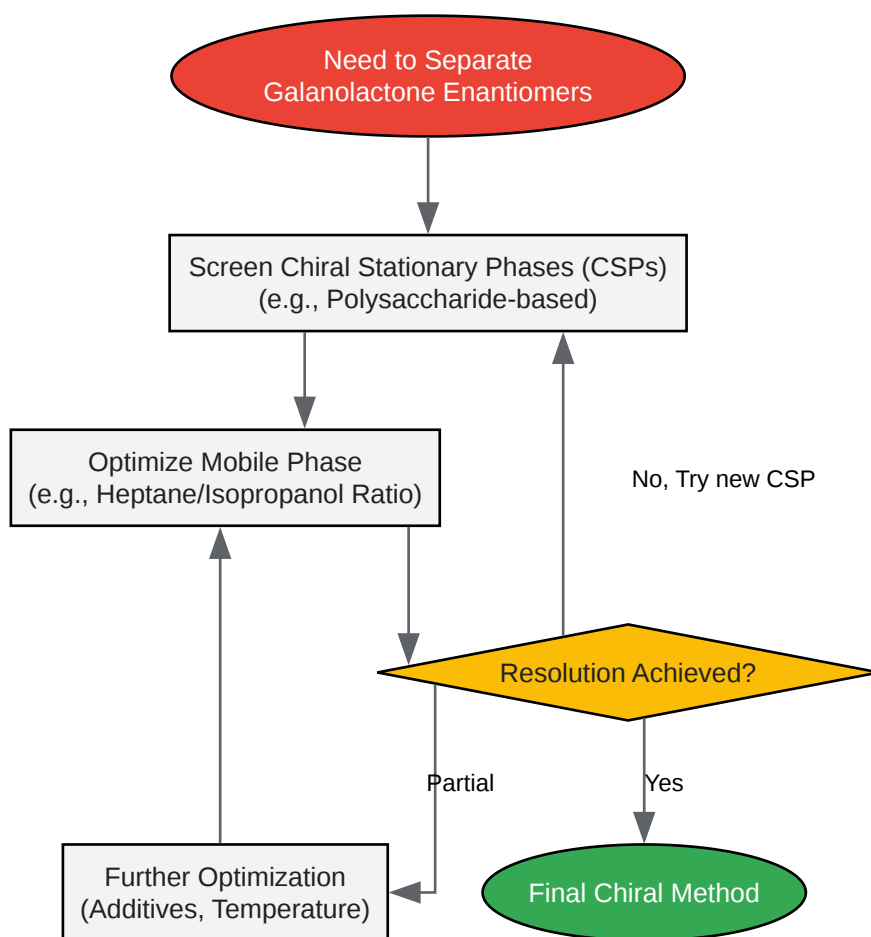 Need to Separate
Galanolactone Enantiomers
Screen Chiral Stationary Phases (CSPs)
(e.g., Polysaccharide-based)
Optimize Mobile Phase
(e.g., Heptane/Isopropanol Ratio)
No, Try new CSP
Resolution Achieved?
Partial
Yes
Further Optimization
(Additives, Temperature)
Final Chiral Method